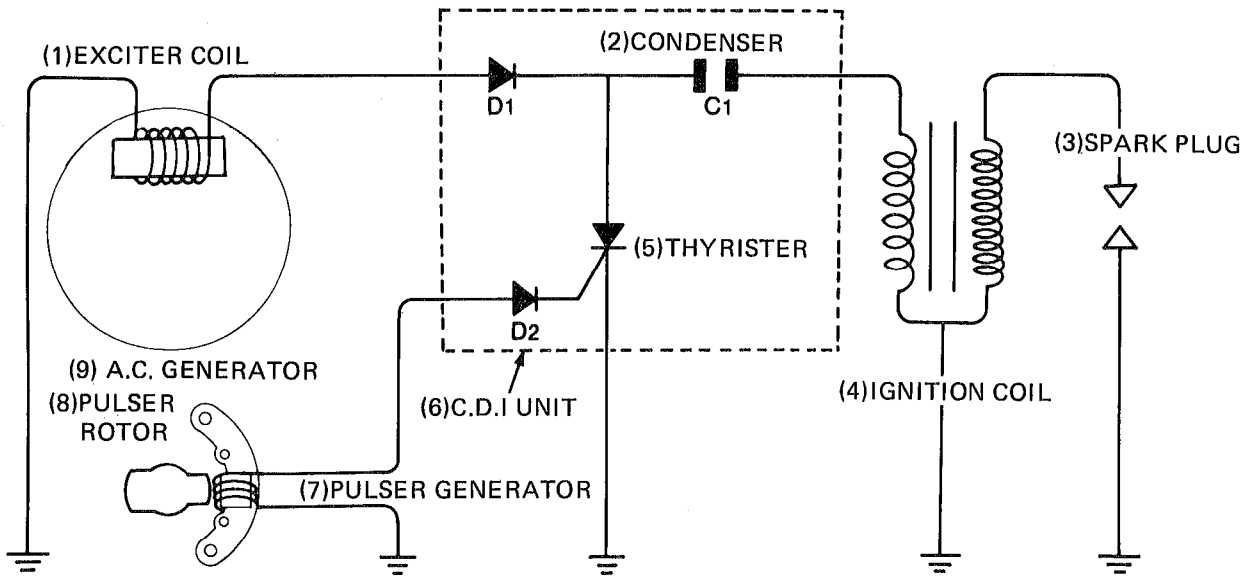 (1)EXCITER COIL
(2)CONDENSER
D1
C1
(3)SPARK PLUG
(5)THYRISTER
D2
(9) A.C. GENERATOR
(8)PULSER
ROTOR
(6)C.D.I UNIT
(4)IGNITION COIL
(7)PULSER GENERATOR